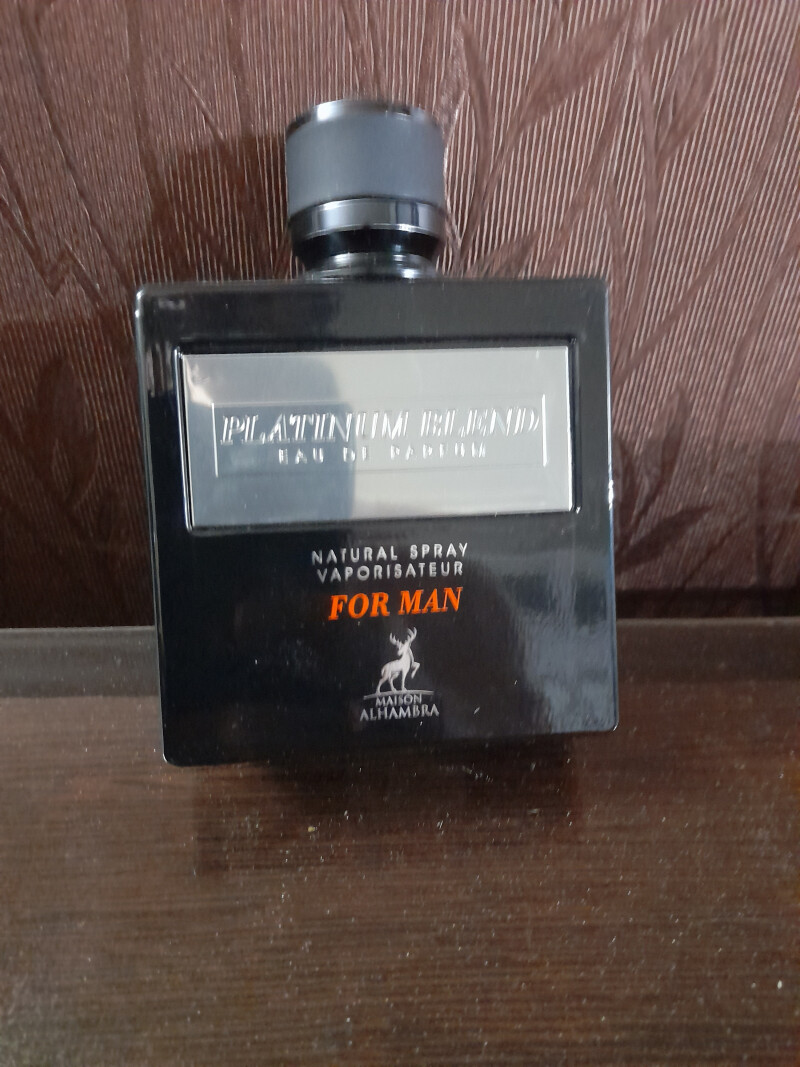 PLATINUM BLEND
EAU DE PARFUM
NATURAL SPRAY
VAPORISATEUR
FOR MAN
MAISON
ALHAMBRA